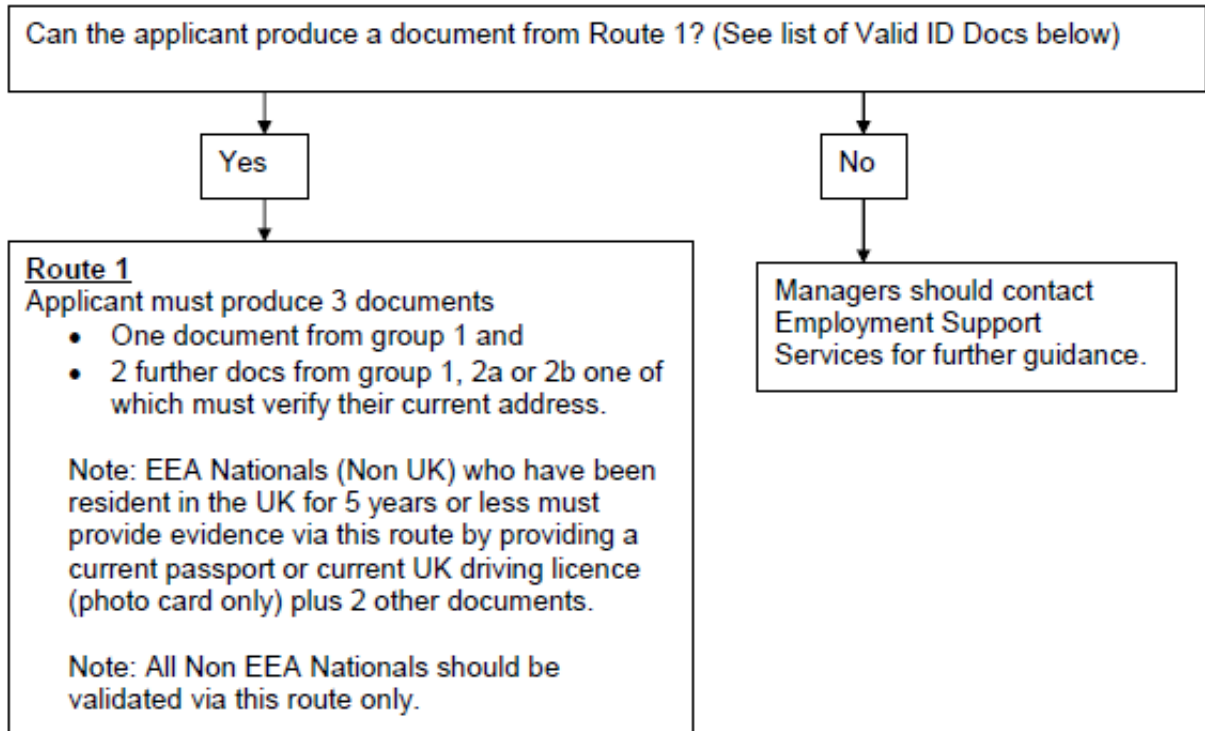 Can the applicant produce a document from Route 1? (See list of Valid ID Docs below)
Yes
No
Route 1
Applicant must produce 3 documents
• One document from group 1 and
• 2 further docs from group 1, 2a or 2b one of
which must verify their current address.
Note: EEA Nationals (Non UK) who have been
resident in the UK for 5 years or less must
provide evidence via this route by providing a
current passport or current UK driving licence
(photo card only) plus 2 other documents.
Note: All Non EEA Nationals should be
validated via this route only.
Managers should contact
Employment Support
Services for further guidance.